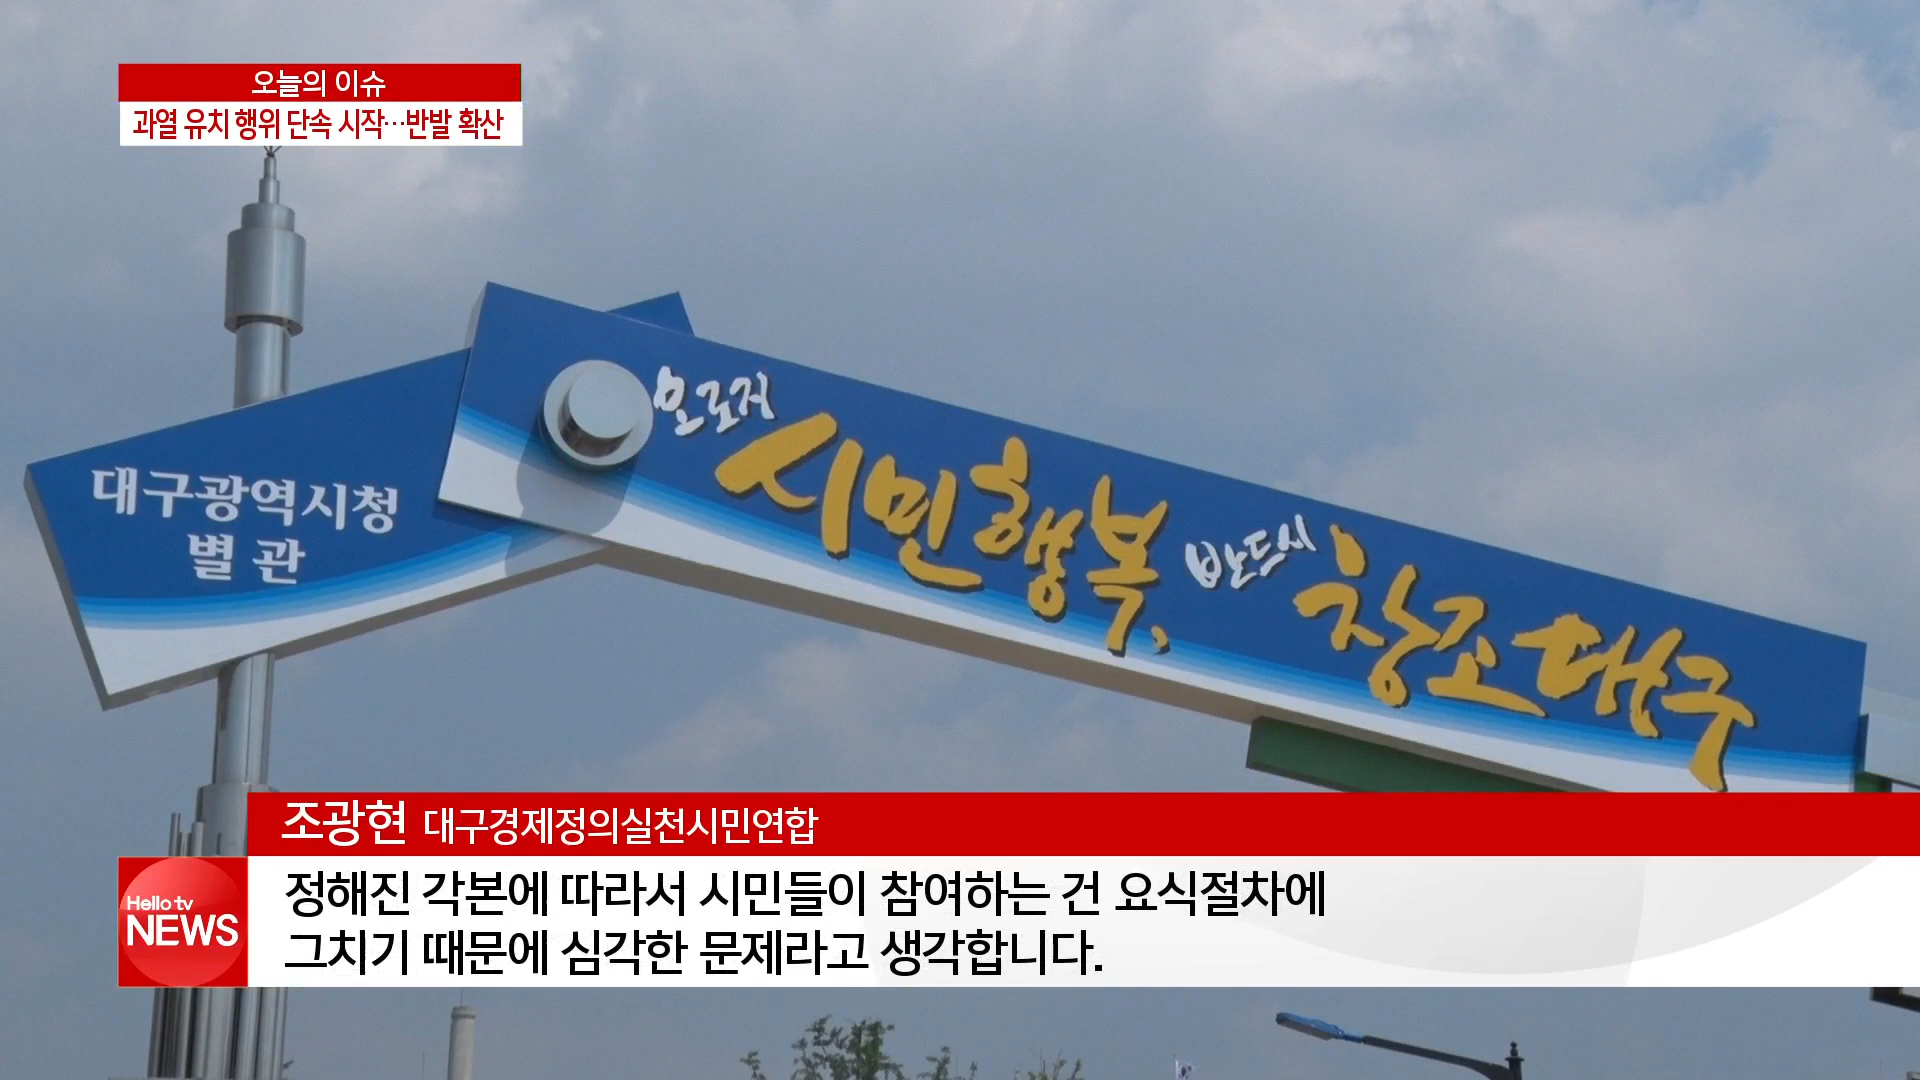 오늘의 이슈
과열 유치 행위 단속 시작…반발 확산
대구광역시청
별관
오로지
시민행복,
반드시
창조대구
조광현 대구경제정의실천시민연합
Hello tv
NEWS
정해진 각본에 따라서 시민들이 참여하는 건 요식절차에
그치기 때문에 심각한 문제라고 생각합니다.